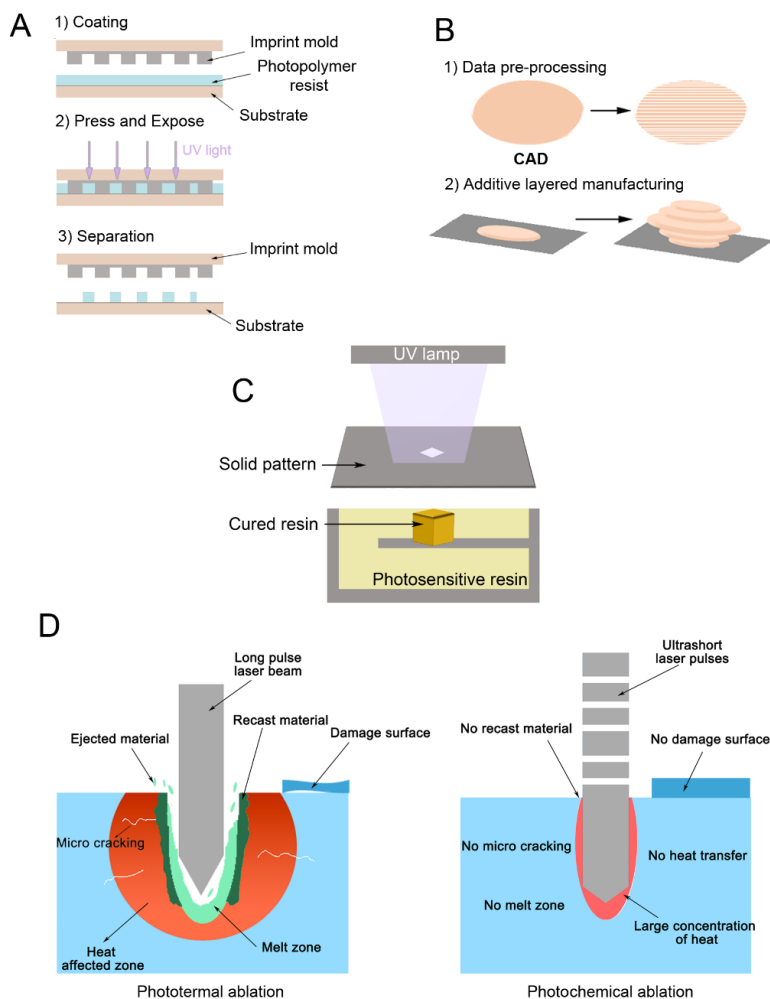 A
1) Coating
Imprint mold
Photopolymer
resist
Substrate
2) Press and Expose
UV light
3) Separation
Imprint mold
Substrate
B
1) Data pre-processing
CAD
2) Additive layered manufacturing
C
UV lamp
Solid pattern
Cured resin
Photosensitive resin
D
Long pulse
laser beam
Ejected material
Recast material
Damage surface
Micro cracking
Heat
affected zone
Melt zone
Phototermal ablation
Ultrashort
laser pulses
No recast material
No damage surface
No micro cracking
No heat transfer
No melt zone
Large concentration
of heat
Photochemical ablation